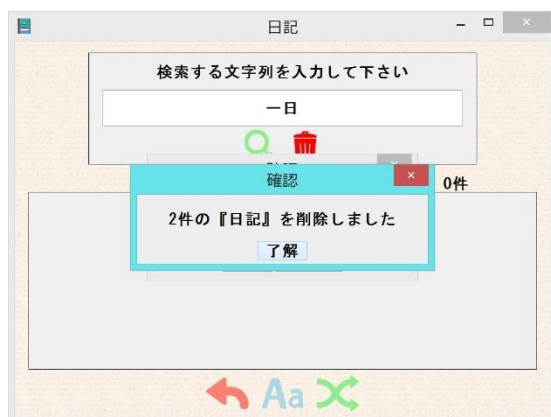 日記
検索する文字列を入力して下さい
一日
確認
0件
2件の『日記』を削除しました
了解
Aa